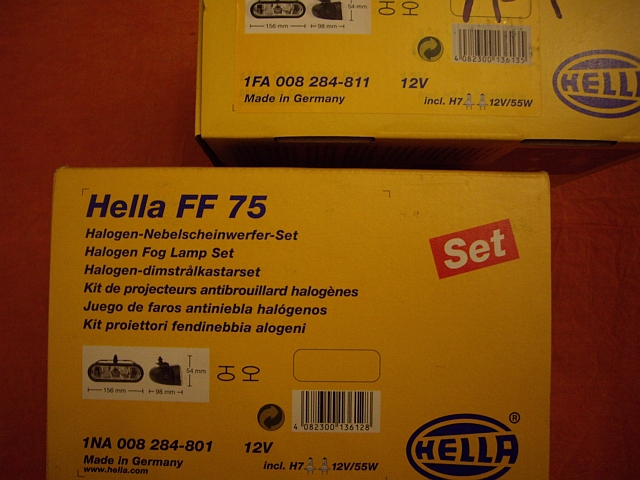 54 mm
156 mm
98 mm
4 082300 136135
1FA 008 284-811
12V
Made in Germany
incl. H7 12V/55W
HELLA
Hella FF 75
Halogen-Nebelscheinwerfer-Set
Halogen Fog Lamp Set
Halogen-dimstrålkastarset
Kit de projecteurs antibrouillard halogènes
Juego de faros antiniebla halógenos
Kit proiettori fendinebbia alogeni
Set
54 mm
156 mm
98 mm
4 082300 136128
1NA 008 284-801
12V
Made in Germany
www.hella.com
incl. H7 12V/55W
HELLA ®